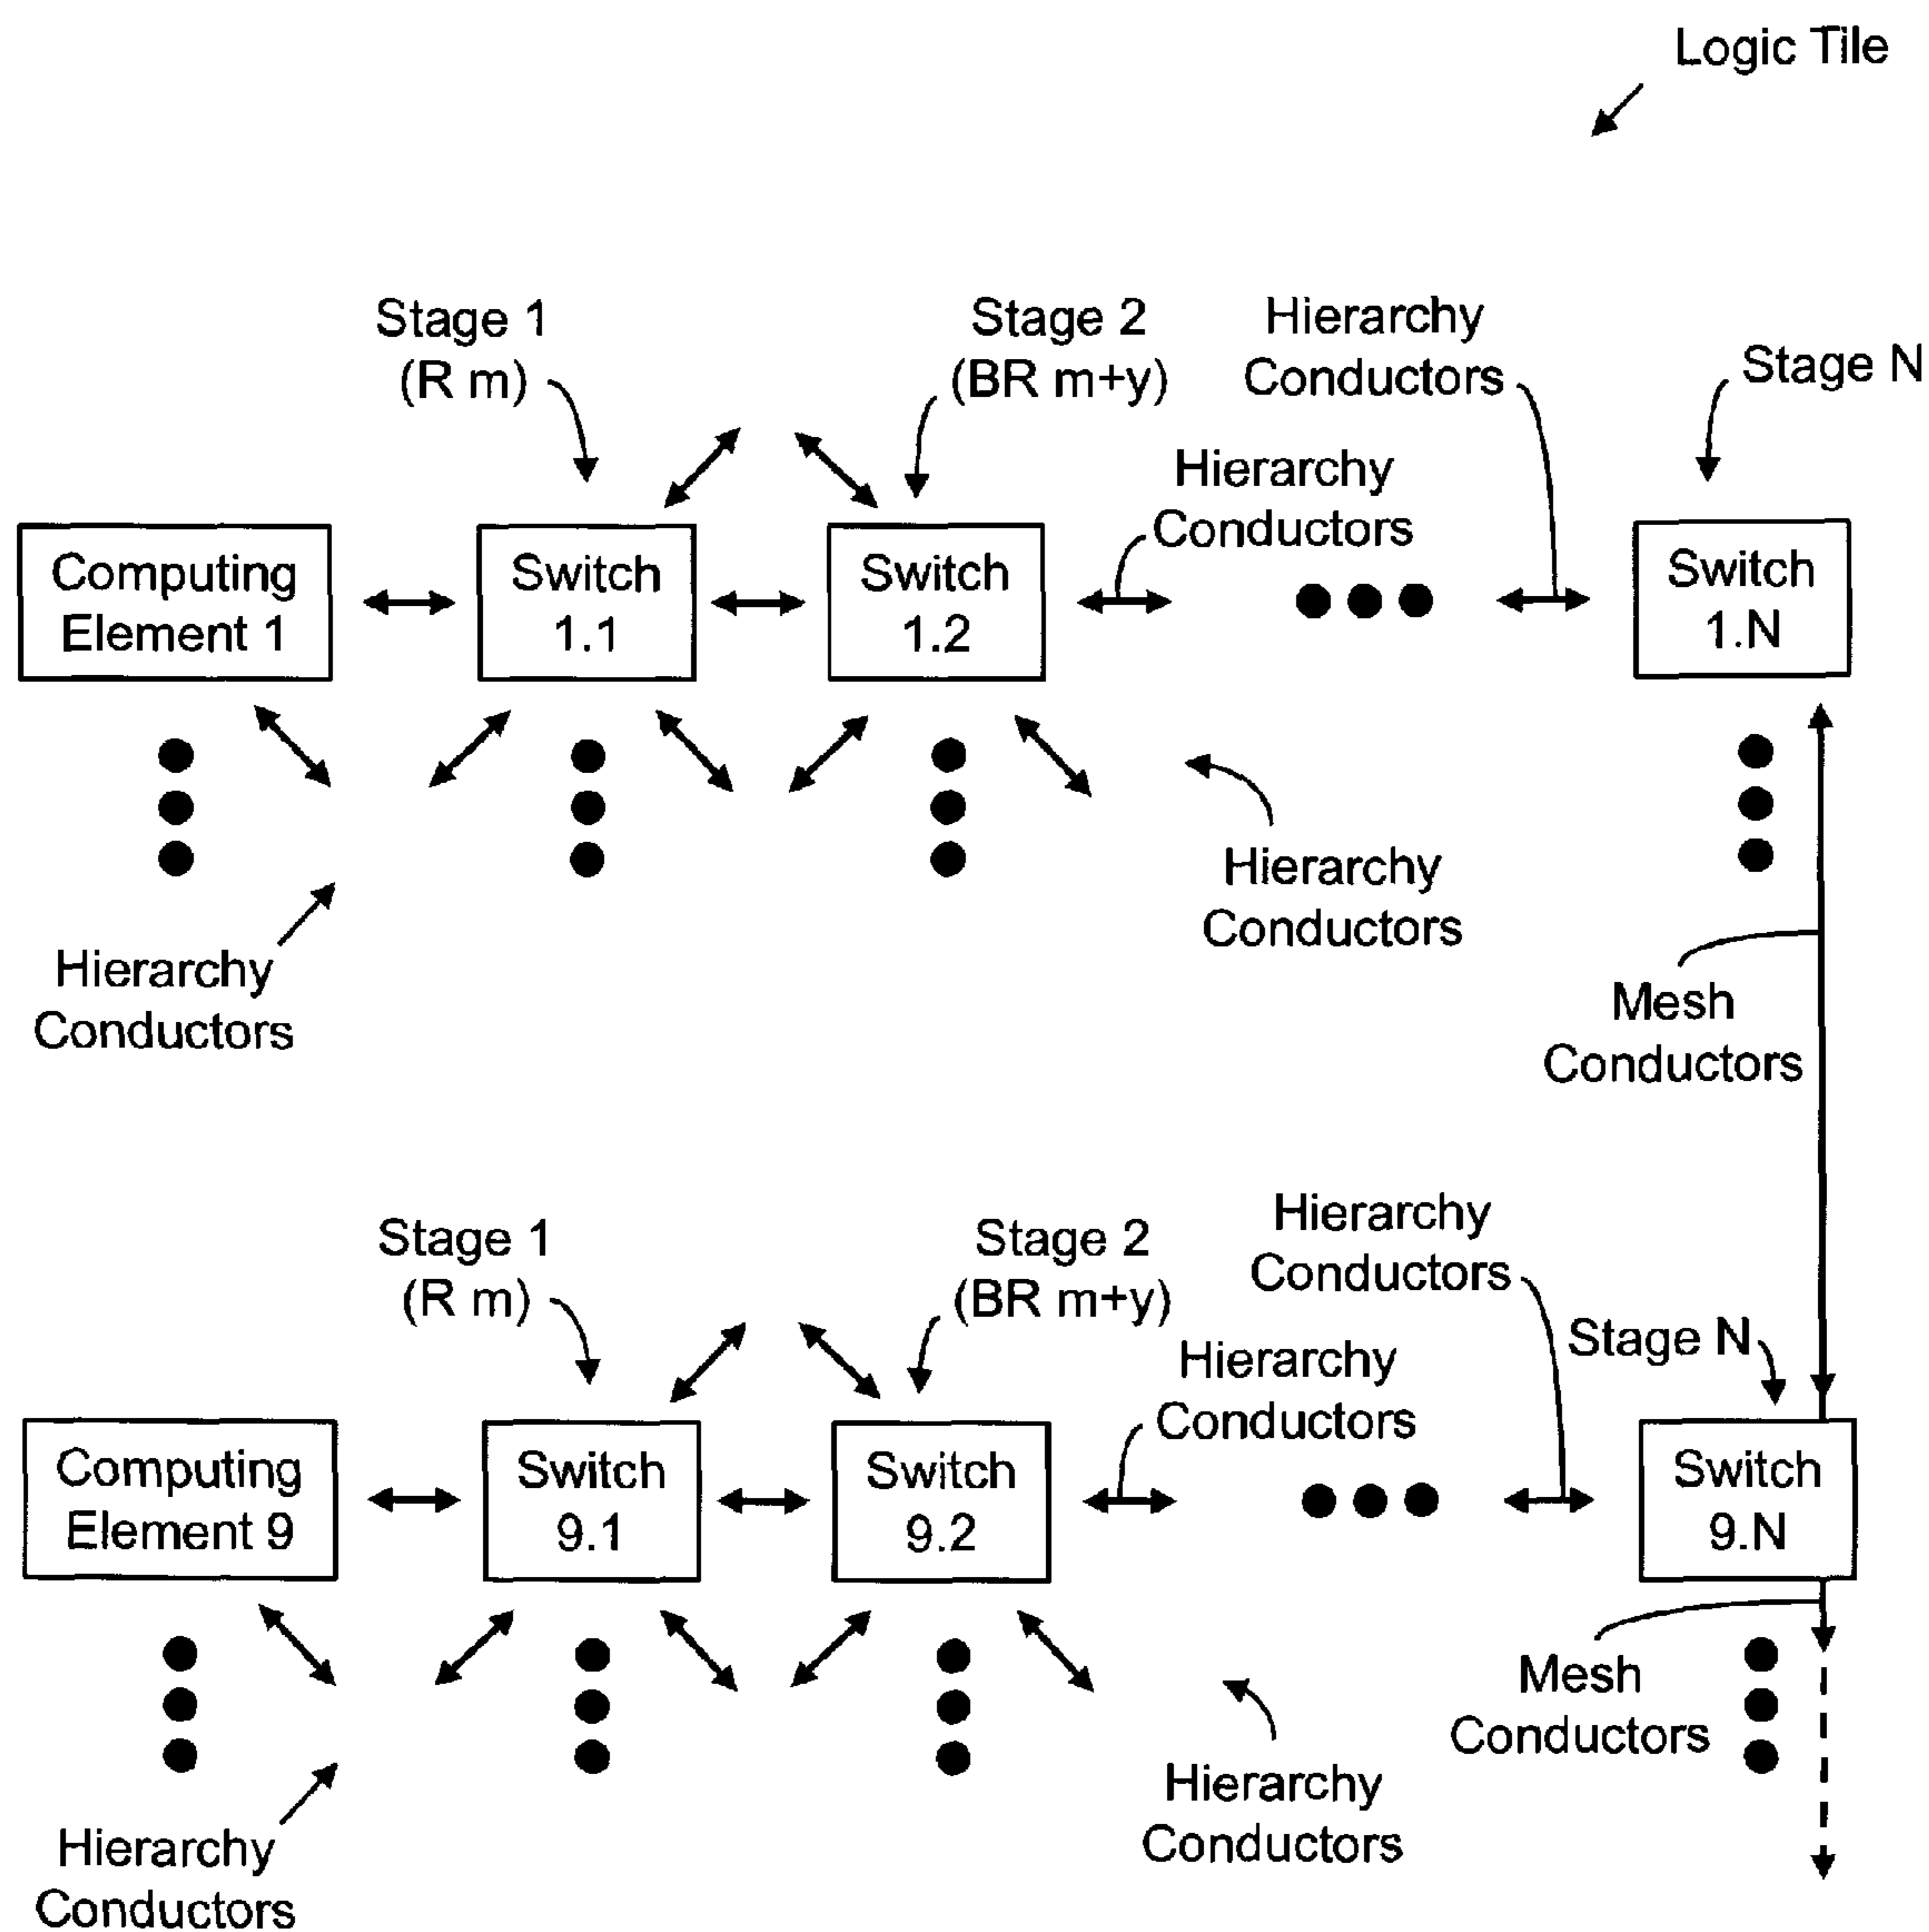 Logic Tile
Stage 1
(R m)
Stage 2
(BR m+y)
Hierarchy
Conductors
Stage N
Hierarchy
Conductors
Computing
Element 1
Switch
1.1
Switch
1.2
Switch
1.N
Hierarchy
Conductors
Hierarchy
Conductors
Mesh
Conductors
Stage 1
(R m)
Stage 2
(BR m+y)
Hierarchy
Conductors
Stage N
Hierarchy
Conductors
Computing
Element 9
Switch
9.1
Switch
9.2
Switch
9.N
Mesh
Conductors
Hierarchy
Conductors
Hierarchy
Conductors